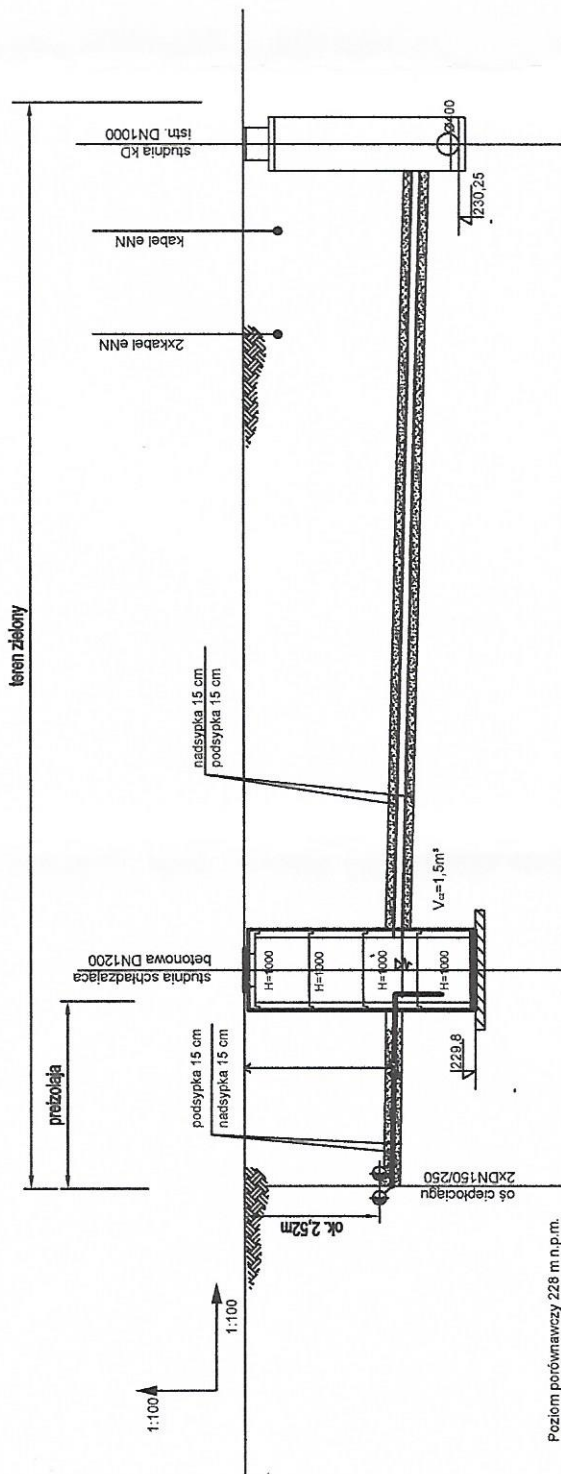 teren zielony
preizolaja
studnia schładzająca
betonowa DN1200
2xkabel eNN
kabel eNN
studnia kD
istn. DN1000
podsypka 15 cm
nadsypka 15 cm
nadsypka 15 cm
podsypka 15 cm
1:100
1:100
ok. 2,52m
H=1000
H=1000
H=1000
H=1000
Ø400
230,25
V
=1,5m³
229,8
oś ciepłociągu
2xDN150/250
Poziom porównawczy 228 m n.p.m.